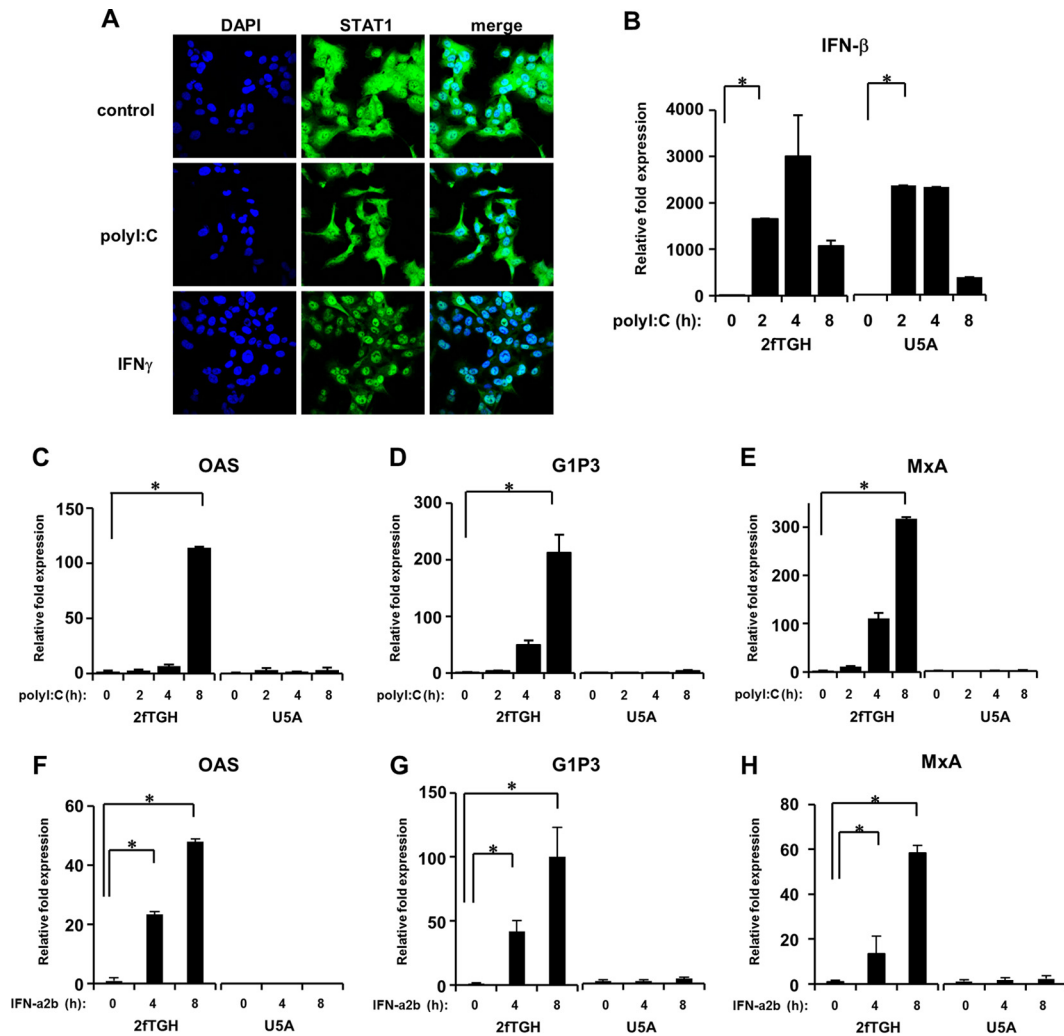 A
DAPI STAT1 merge
control
polyI:C
IFNγ
B
IFN-β
*
*
Relative fold expression
4000
3000
2000
1000
0
polyI:C (h): 0 2 4 8 0 2 4 8
2fTGH U5A
C
OAS
*
Relative fold expression
150
100
50
0
polyI:C (h): 0 2 4 8 0 2 4 8
2fTGH U5A
D
G1P3
*
Relative fold expression
300
200
100
0
polyI:C (h): 0 2 4 8 0 2 4 8
2fTGH U5A
E
MxA
*
Relative fold expression
300
200
100
0
polyI:C (h): 0 2 4 8 0 2 4 8
2fTGH U5A
F
OAS
*
*
Relative fold expression
60
40
20
0
IFN-a2b (h): 0 4 8 0 4 8
2fTGH U5A
G
G1P3
*
*
Relative fold expression
150
100
50
0
IFN-a2b (h): 0 4 8 0 4 8
2fTGH U5A
H
MxA
*
*
Relative fold expression
80
60
40
20
0
IFN-a2b (h): 0 4 8 0 4 8
2fTGH U5A